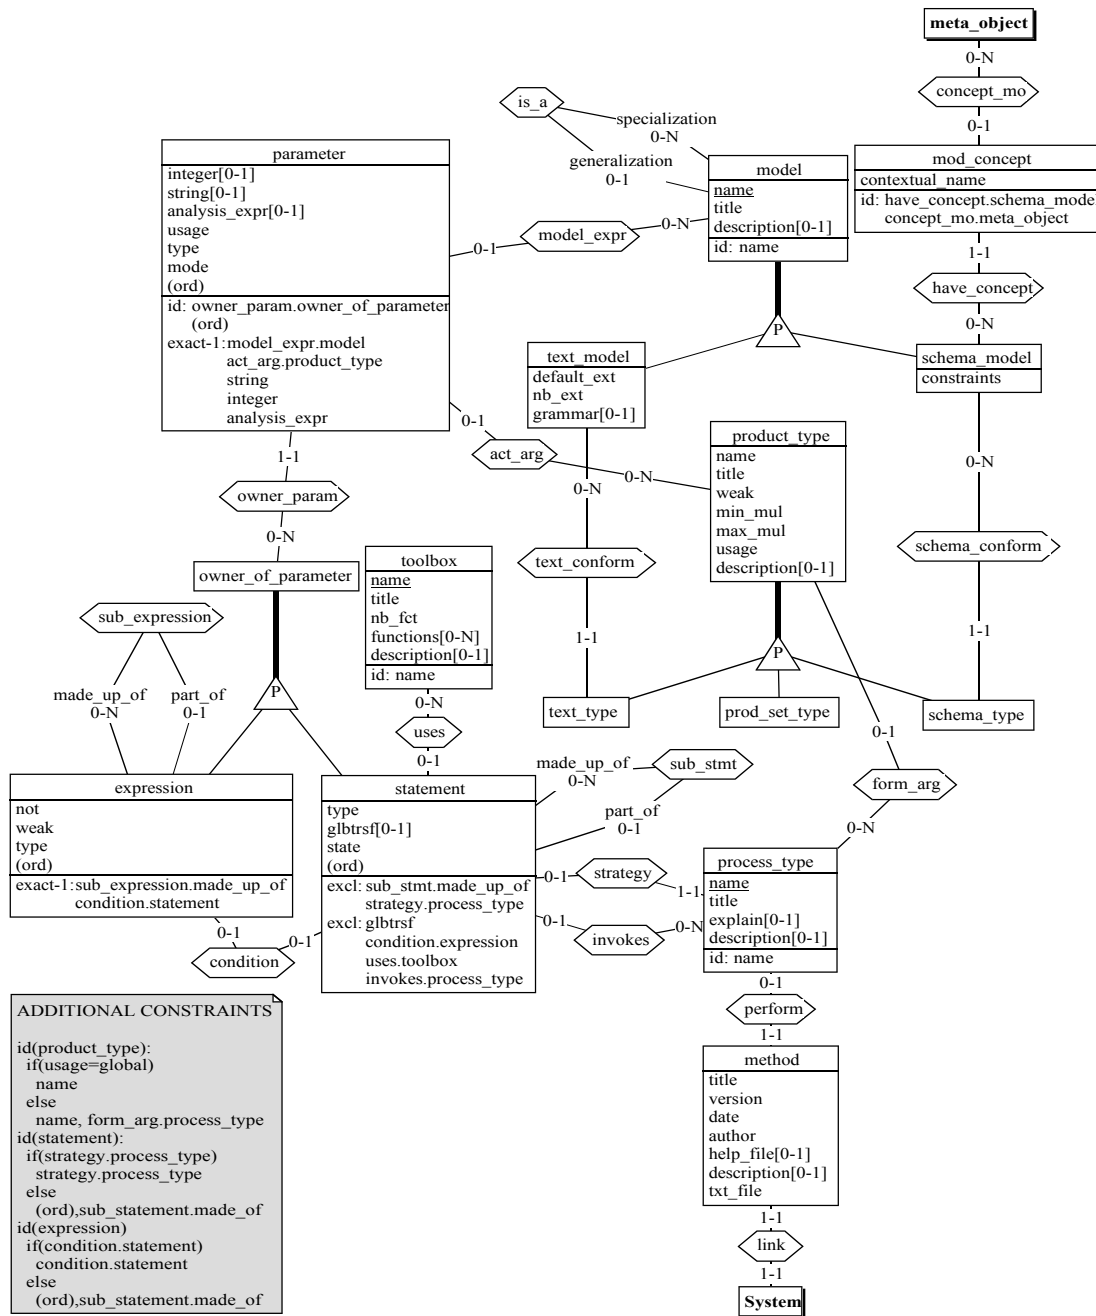 meta_object
0-N
concept_mo
0-1
mod_concept
contextual_name
id: have_concept.schema_model
concept_mo.meta_object
1-1
have_concept
0-N
schema_model
constraints
0-N
schema_conform
1-1
schema_type
is_a
specialization
0-N
generalization
0-1
model
name
title
description[0-1]
id: name
P
0-N
model_expr
0-1
parameter
integer[0-1]
string[0-1]
analysis_expr[0-1]
usage
type
mode
(ord)
id: owner_param.owner_of_parameter
(ord)
exact-1:model_expr.model
act_arg.product_type
string
integer
analysis_expr
0-1
act_arg
0-N
text_model
default_ext
nb_ext
grammar[0-1]
0-N
text_conform
1-1
text_type
product_type
name
title
weak
min_mul
max_mul
usage
description[0-1]
P
prod_set_type
0-1
form_arg
0-N
1-1
owner_param
0-N
owner_of_parameter
P
toolbox
name
title
nb_fct
functions[0-N]
description[0-1]
id: name
0-N
uses
0-1
sub_expression
made_up_of
0-N
part_of
0-1
expression
not
weak
type
(ord)
exact-1:sub_expression.made_up_of
condition.statement
0-1
condition
0-1
statement
type
glbtrsf[0-1]
state
(ord)
excl: sub_stmt.made_up_of
strategy.process_type
excl: glbtrsf
condition.expression
uses.toolbox
invokes.process_type
made_up_of
0-N
sub_stmt
part_of
0-1
0-1
strategy
1-1
0-1
invokes
0-N
process_type
name
title
explain[0-1]
description[0-1]
id: name
0-1
perform
1-1
method
title
version
date
author
help_file[0-1]
description[0-1]
txt_file
1-1
link
1-1
System
ADDITIONAL CONSTRAINTS
id(product_type):
if(usage=global)
name
else
name, form_arg.process_type
id(statement):
if(strategy.process_type)
strategy.process_type
else
(ord),sub_statement.made_of
id(expression)
if(condition.statement)
condition.statement
else
(ord),sub_statement.made_of